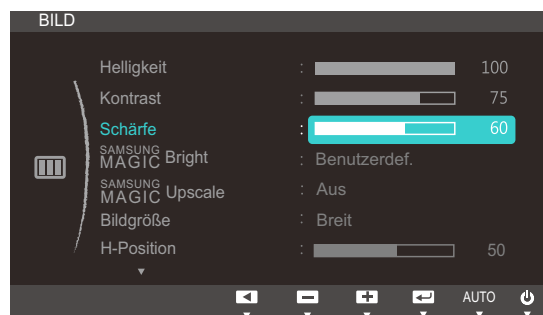 BILD
Helligkeit : 100
Kontrast : 75
Schärfe : 60
SAMSUNG MAGIC Bright : Benutzerdef.
SAMSUNG MAGIC Upscale : Aus
Bildgröße : Breit
H-Position : 50
AUTO